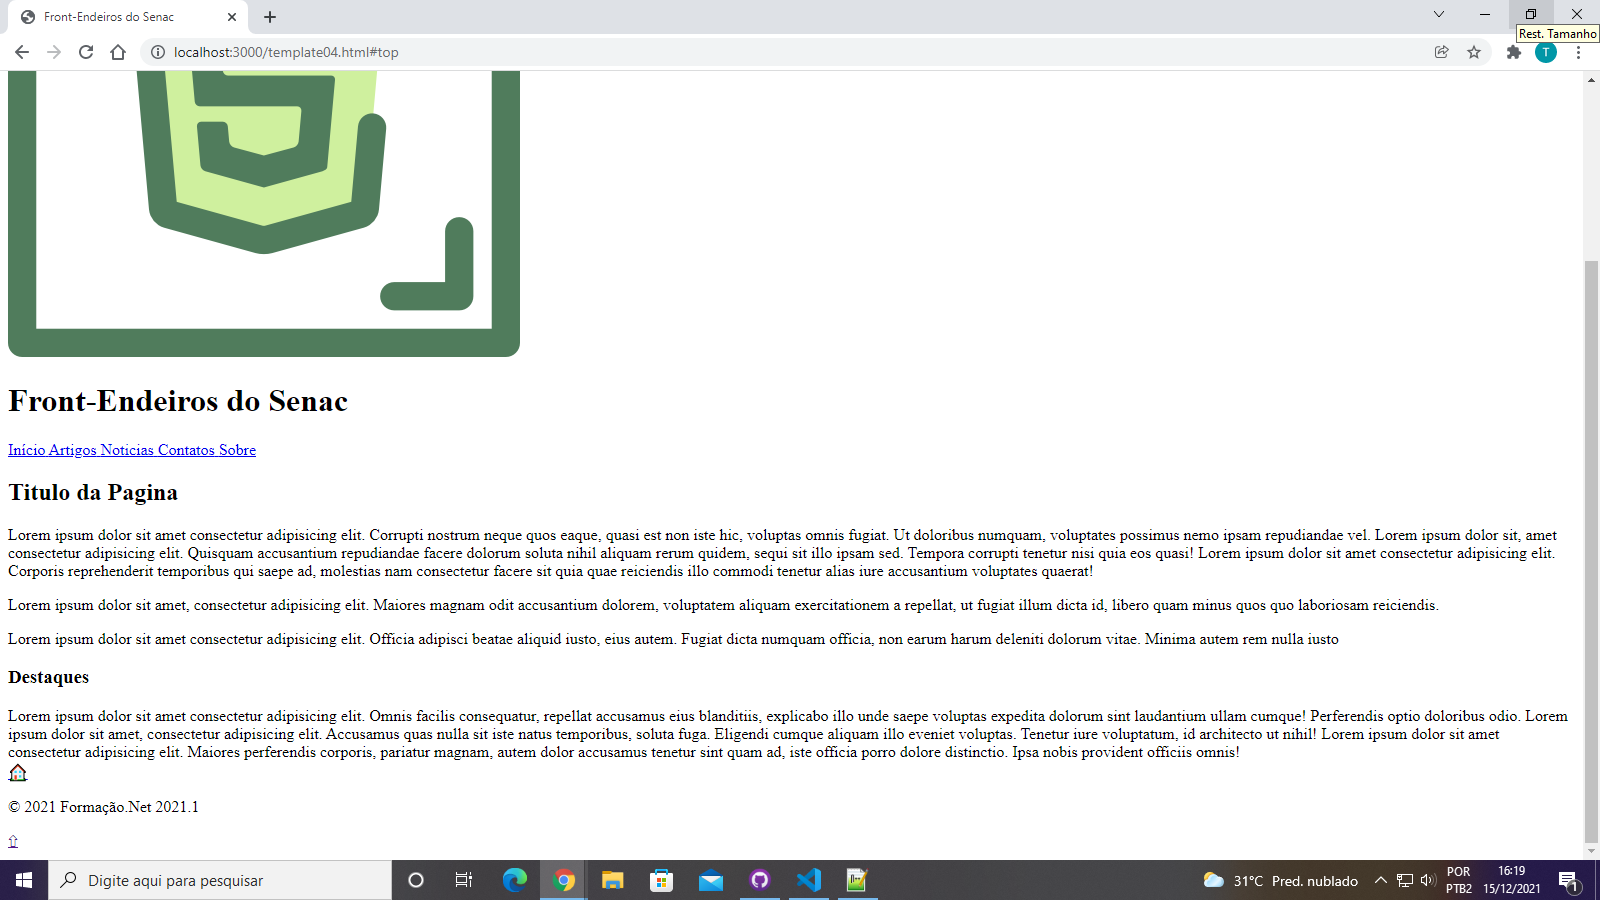 Front-Endeiros do Senac
Rest. Tamanho
localhost:3000/template04.html#top
T
Front-Endeiros do Senac
Início Artigos Noticias Contatos Sobre
Titulo da Pagina
Lorem ipsum dolor sit amet consectetur adipisicing elit. Corrupti nostrum neque quos eaque, quasi est non iste hic, voluptas omnis fugiat. Ut doloribus numquam, voluptates possimus nemo ipsam repudiandae vel. Lorem ipsum dolor sit, amet
consectetur adipisicing elit. Quisquam accusantium repudiandae facere dolorum soluta nihil aliquam rerum quidem, sequi sit illo ipsam sed. Tempora corrupti tenetur nisi quia eos quasi! Lorem ipsum dolor sit amet consectetur adipisicing elit.
Corporis reprehenderit temporibus qui saepe ad, molestias nam consectetur facere sit quia quae reiciendis illo commodi tenetur alias iure accusantium voluptates quaerat!
Lorem ipsum dolor sit amet, consectetur adipisicing elit. Maiores magnam odit accusantium dolorem, voluptatem aliquam exercitationem a repellat, ut fugiat illum dicta id, libero quam minus quos quo laboriosam reiciendis.
Lorem ipsum dolor sit amet consectetur adipisicing elit. Officia adipisci beatae aliquid iusto, eius autem. Fugiat dicta numquam officia, non earum harum deleniti dolorum vitae. Minima autem rem nulla iusto
Destaques
Lorem ipsum dolor sit amet consectetur adipisicing elit. Omnis facilis consequatur, repellat accusamus eius blanditiis, explicabo illo unde saepe voluptas expedita dolorum sint laudantium ullam cumque! Perferendis optio doloribus odio. Lorem
ipsum dolor sit amet, consectetur adipisicing elit. Accusamus quas nulla sit iste natus temporibus, soluta fuga. Eligendi cumque aliquam illo eveniet voluptas. Tenetur iure voluptatum, id architecto ut nihil! Lorem ipsum dolor sit amet
consectetur adipisicing elit. Maiores perferendis corporis, pariatur magnam, autem dolor accusamus tenetur sint quam ad, iste officia porro dolore distinctio. Ipsa nobis provident officiis omnis!
© 2021 Formação.Net 2021.1
⇧
Digite aqui para pesquisar
31°C Pred. nublado
POR
PTB2
16:19
15/12/2021
1